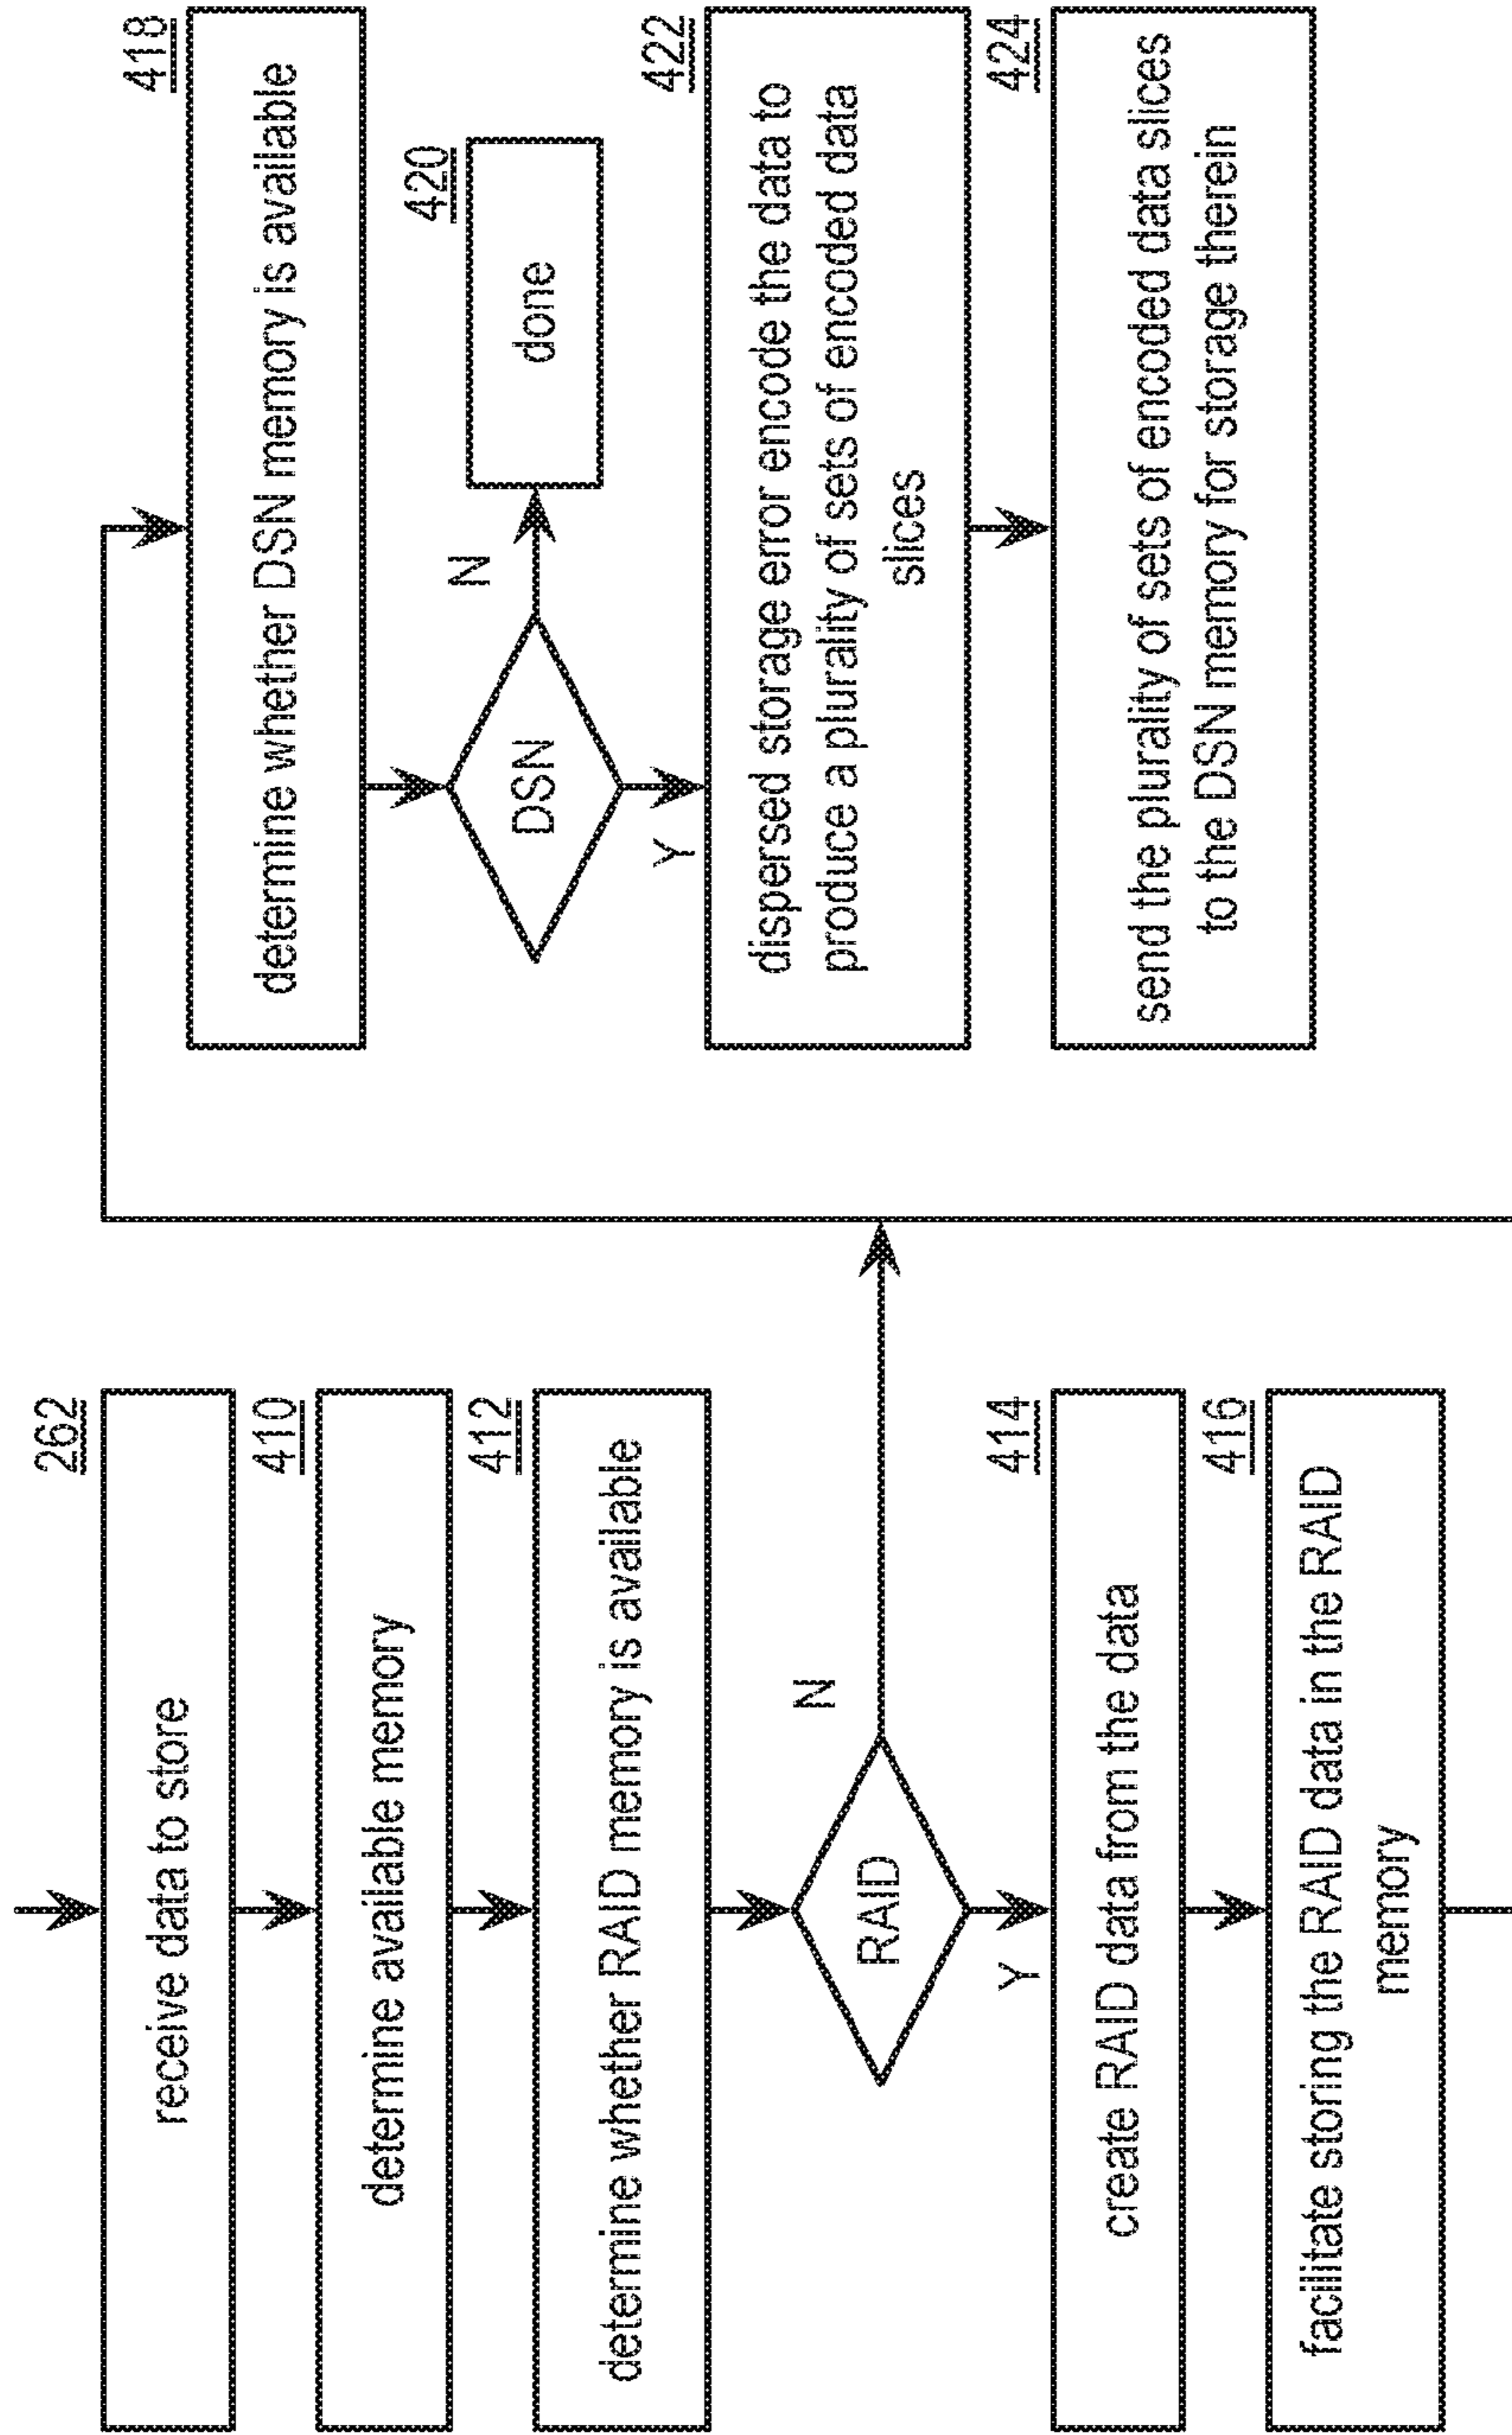 262
receive data to store
410
determine available memory
412
determine whether RAID memory is available
RAID
N
Y
414
create RAID data from the data
416
facilitate storing the RAID data in the RAID
memory
418
determine whether DSN memory is available
DSN
N
420
done
Y
422
dispersed storage error encode the data to
produce a plurality of sets of encoded data
slices
424
send the plurality of sets of encoded data slices
to the DSN memory for storage therein